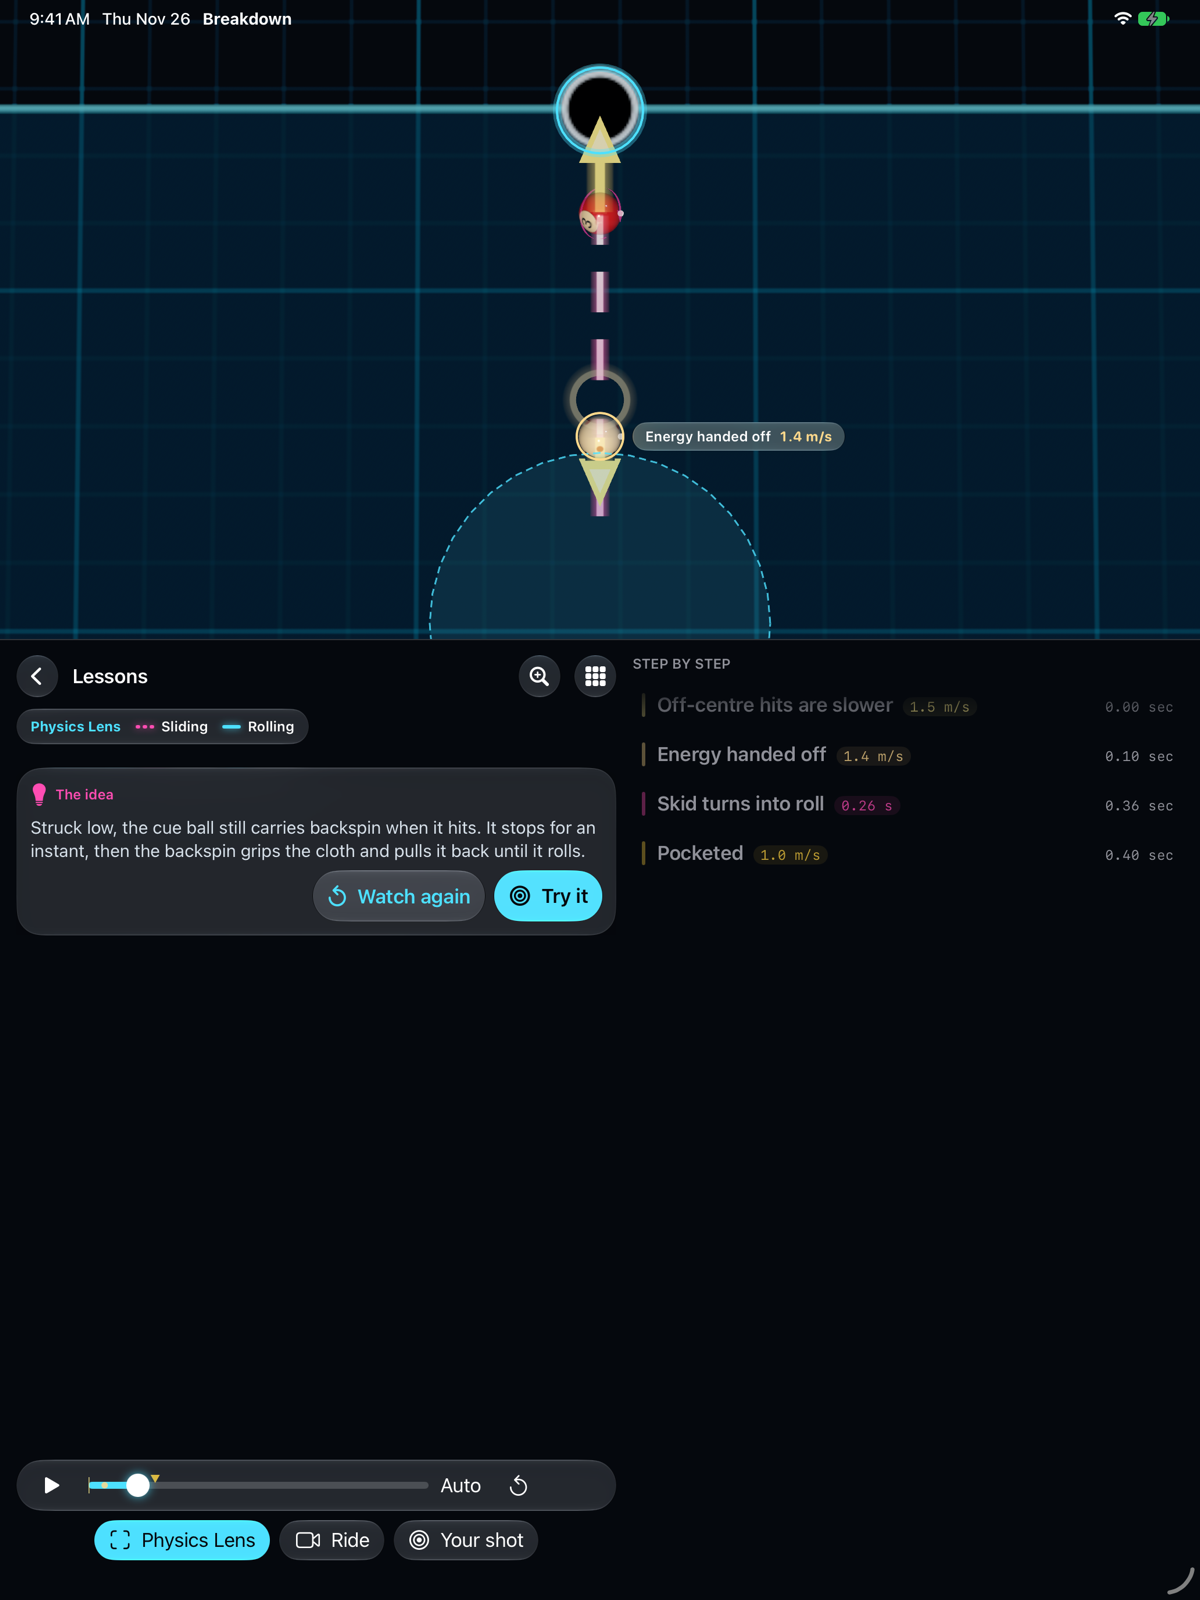 9:41 AM Thu Nov 26 Breakdown
3
Energy handed off 1.4 m/s
Lessons
Physics Lens Sliding Rolling
The idea
Struck low, the cue ball still carries backspin when it hits. It stops for an
instant, then the backspin grips the cloth and pulls it back until it rolls.
Watch again Try it
STEP BY STEP
Off-centre hits are slower 1.5 m/s 0.00 sec
Energy handed off 1.4 m/s 0.10 sec
Skid turns into roll 0.26 s 0.36 sec
Pocketed 1.0 m/s 0.40 sec
Auto
Physics Lens Ride Your shot